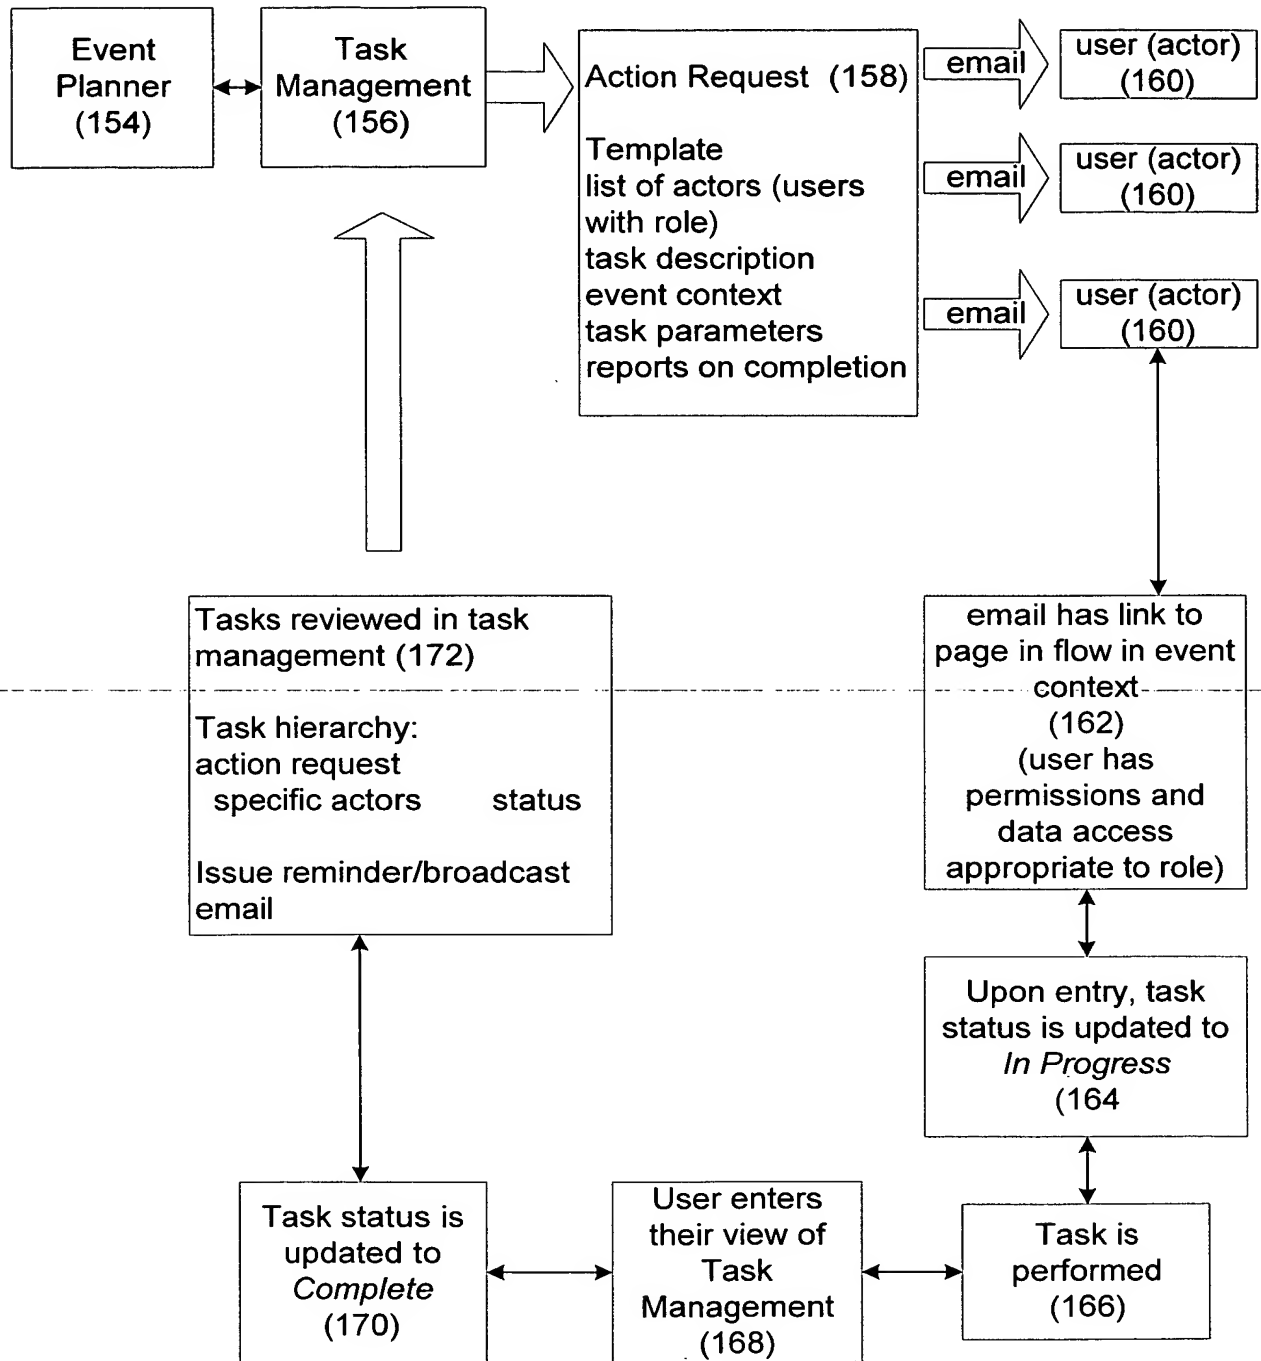 Event
Planner
(154)
Task
Management
(156)
Action Request (158)
Template
list of actors (users
with role)
task description
event context
task parameters
reports on completion
email
user (actor)
(160)
email
user (actor)
(160)
email
user (actor)
(160)
email has link to
page in flow in event
context
(162)
(user has
permissions and
data access
appropriate to role)
Upon entry, task
status is updated to
In Progress
(164
Task is
performed
(166)
User enters
their view of
Task
Management
(168)
Task status is
updated to
Complete
(170)
Tasks reviewed in task
management (172)
Task hierarchy:
action request
specific actors status
Issue reminder/broadcast
email